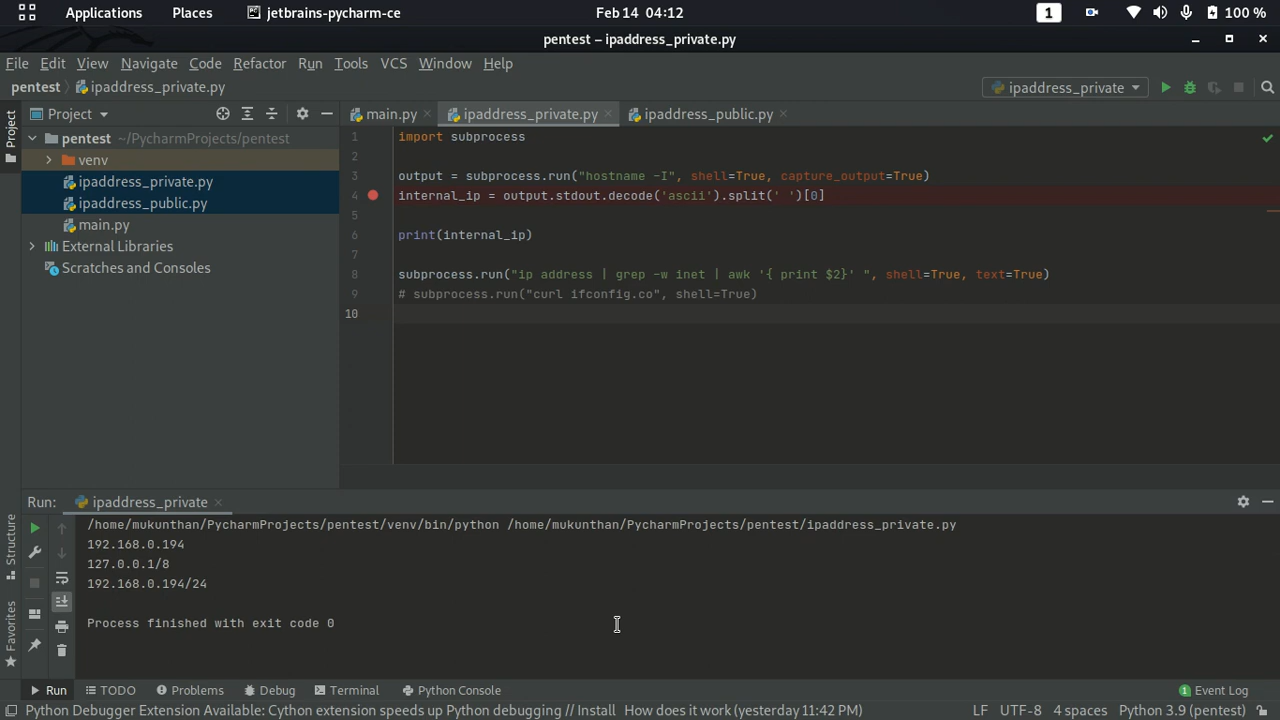 Applications Places jetbrains-pycharm-ce Feb 14 04:12 1 100 %
pentest – ipaddress_private.py
File Edit View Navigate Code Refactor Run Tools VCS Window Help
pentest ipaddress_private.py ipaddress_private
Project Project main.py ipaddress_private.py ipaddress_public.py
pentest ~/PycharmProjects/pentest
venv
ipaddress_private.py
ipaddress_public.py
main.py
External Libraries
Scratches and Consoles
1 import subprocess
2
3 output = subprocess.run("hostname -I", shell=True, capture_output=True)
4 internal_ip = output.stdout.decode('ascii').split(' ')[0]
5
6 print(internal_ip)
7
8 subprocess.run("ip address | grep -w inet | awk '{ print $2}' ", shell=True, text=True)
9 # subprocess.run("curl ifconfig.co", shell=True)
10
Run: ipaddress_private
/home/mukunthan/PycharmProjects/pentest/venv/bin/python /home/mukunthan/PycharmProjects/pentest/ipaddress_private.py
192.168.0.194
127.0.0.1/8
192.168.0.194/24
Process finished with exit code 0
Structure
Favorites
Run TODO Problems Debug Terminal Python Console 1 Event Log
Python Debugger Extension Available: Cython extension speeds up Python debugging // Install How does it work (yesterday 11:42 PM) LF UTF-8 4 spaces Python 3.9 (pentest)